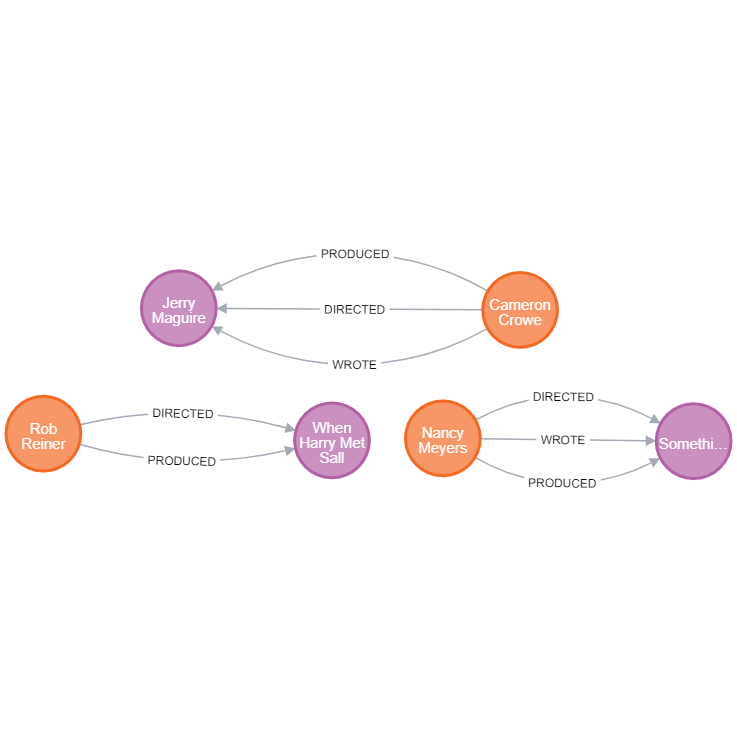 PRODUCED
Jerry
Maguire
DIRECTED
Cameron
Crowe
WROTE
Rob
Reiner
DIRECTED
PRODUCED
When
Harry Met
Sall
Nancy
Meyers
DIRECTED
WROTE
PRODUCED
Somethi...